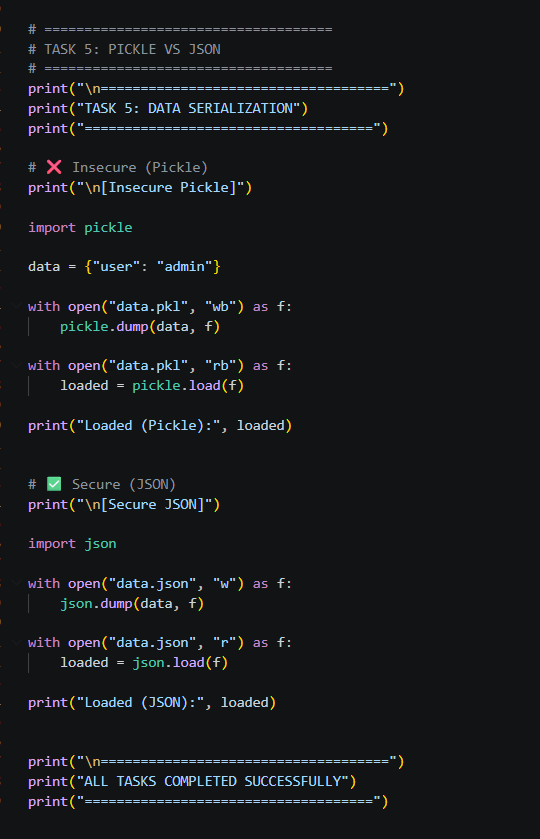 # ====================================
# TASK 5: PICKLE VS JSON
# ====================================
print("\n====================================")
print("TASK 5: DATA SERIALIZATION")
print("====================================")
# ❌ Insecure (Pickle)
print("\n[Insecure Pickle]")
import pickle
data = {"user": "admin"}
with open("data.pkl", "wb") as f:
    pickle.dump(data, f)
with open("data.pkl", "rb") as f:
    loaded = pickle.load(f)
print("Loaded (Pickle):", loaded)
# ✅ Secure (JSON)
print("\n[Secure JSON]")
import json
with open("data.json", "w") as f:
    json.dump(data, f)
with open("data.json", "r") as f:
    loaded = json.load(f)
print("Loaded (JSON):", loaded)
print("\n====================================")
print("ALL TASKS COMPLETED SUCCESSFULLY")
print("====================================")